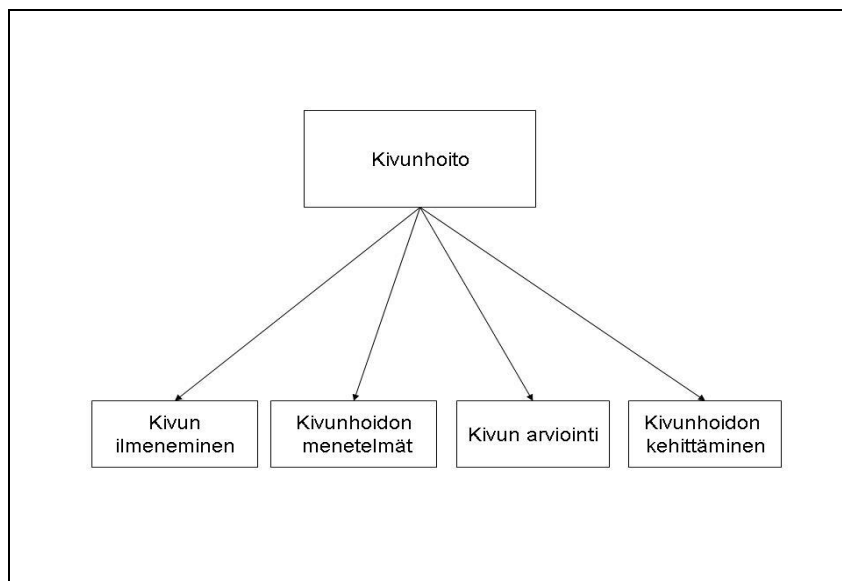 Kivunhoito
Kivun
ilmeneminen
Kivunhoidon
menetelmät
Kivun arviointi
Kivunhoidon
kehittäminen